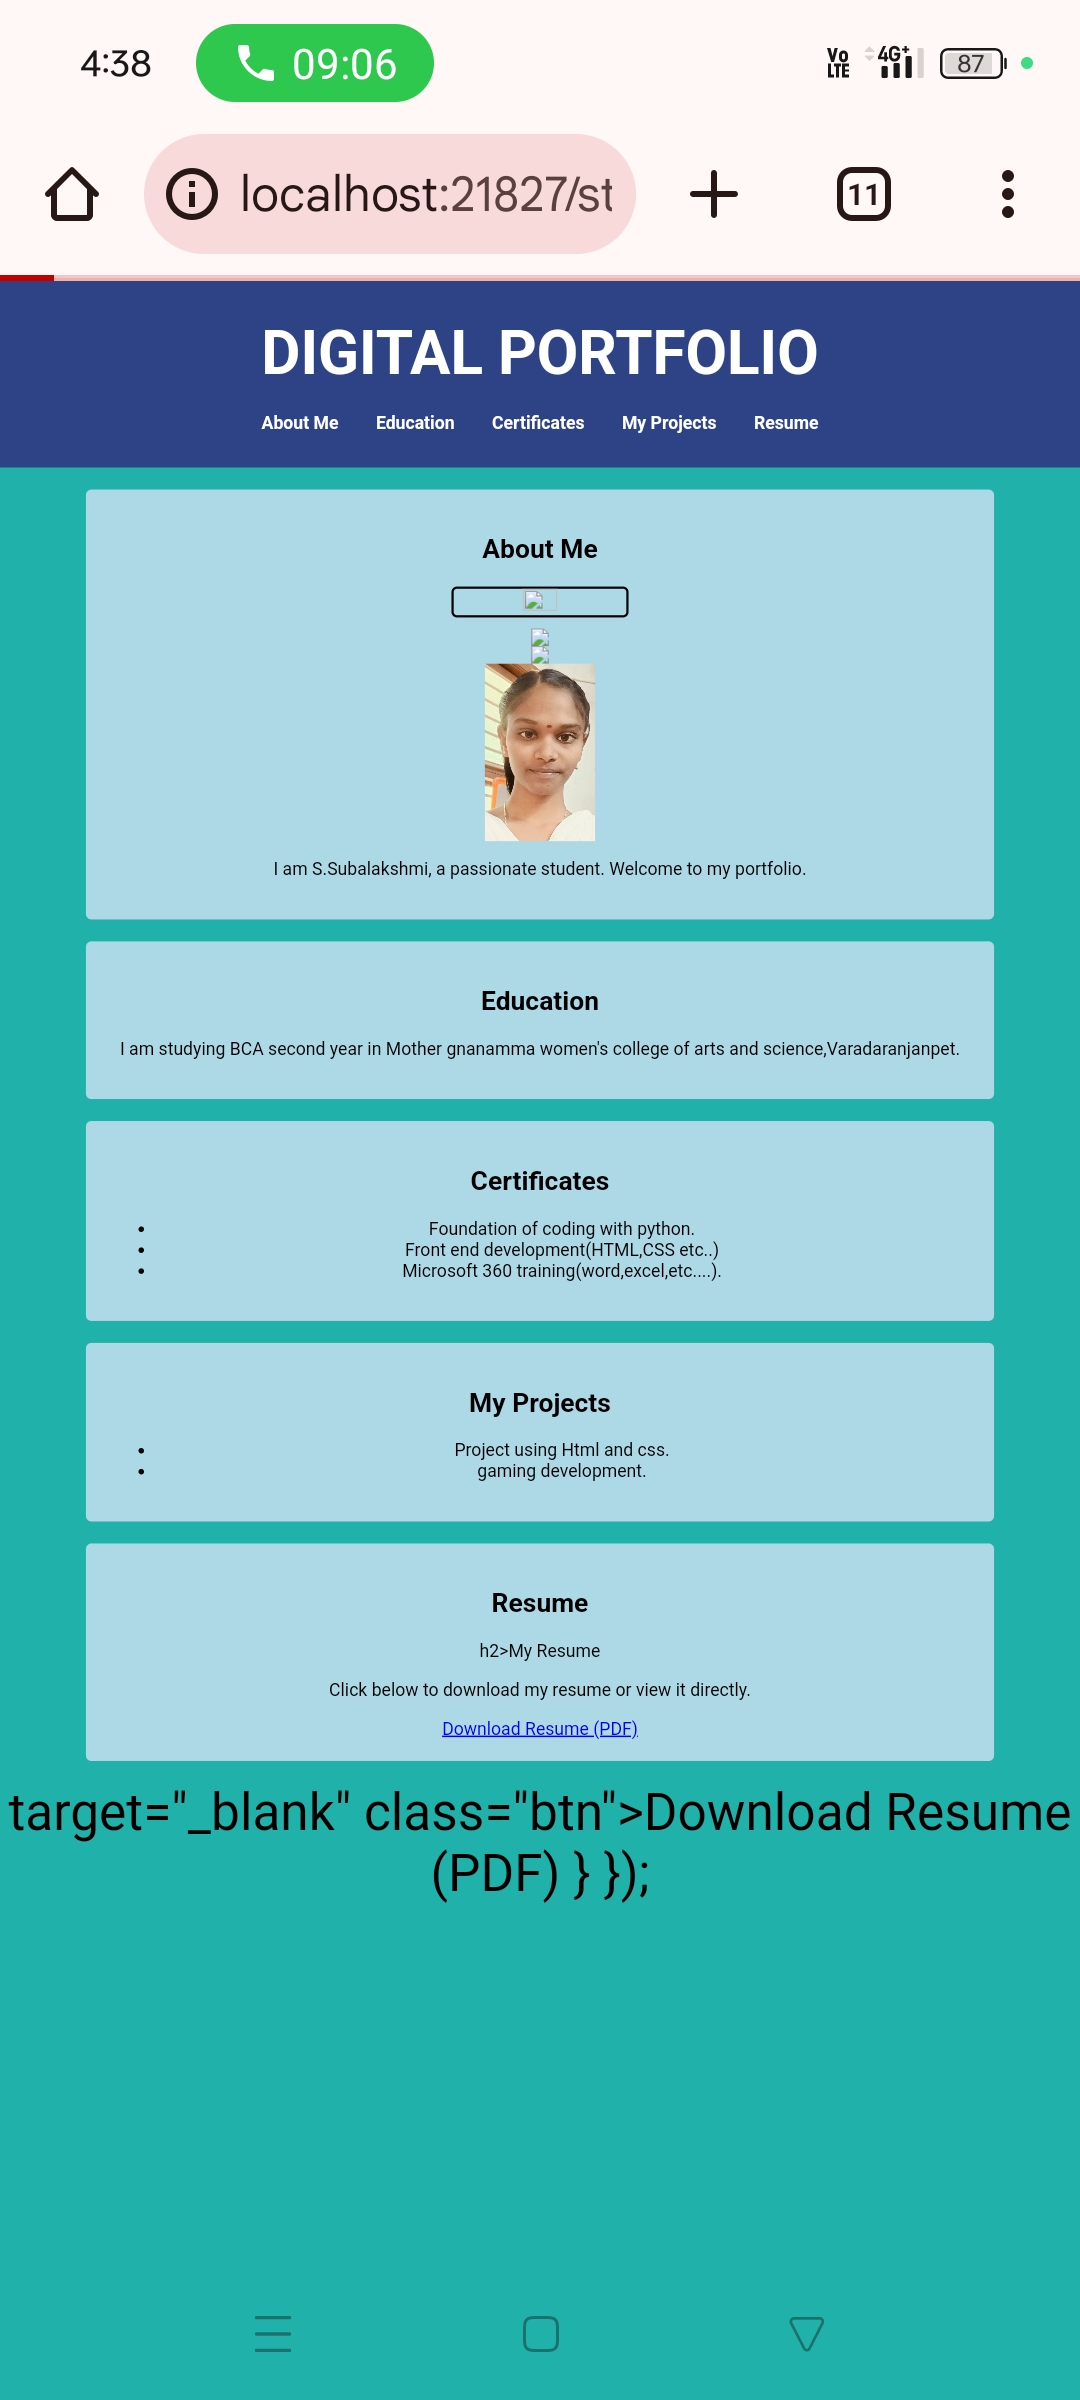 4:38
09:06
Vo
LTE
4G+
87
localhost:21827/st
11
DIGITAL PORTFOLIO
About Me Education Certificates My Projects Resume
About Me
I am S.Subalakshmi, a passionate student. Welcome to my portfolio.
Education
I am studying BCA second year in Mother gnanamma women's college of arts and science,Varadaranjanpet.
Certificates
• Foundation of coding with python.
• Front end development(HTML,CSS etc..)
• Microsoft 360 training(word,excel,etc....).
My Projects
• Project using Html and css.
• gaming development.
Resume
h2>My Resume
Click below to download my resume or view it directly.
Download Resume (PDF)
target="_blank" class="btn">Download Resume
(PDF) } });